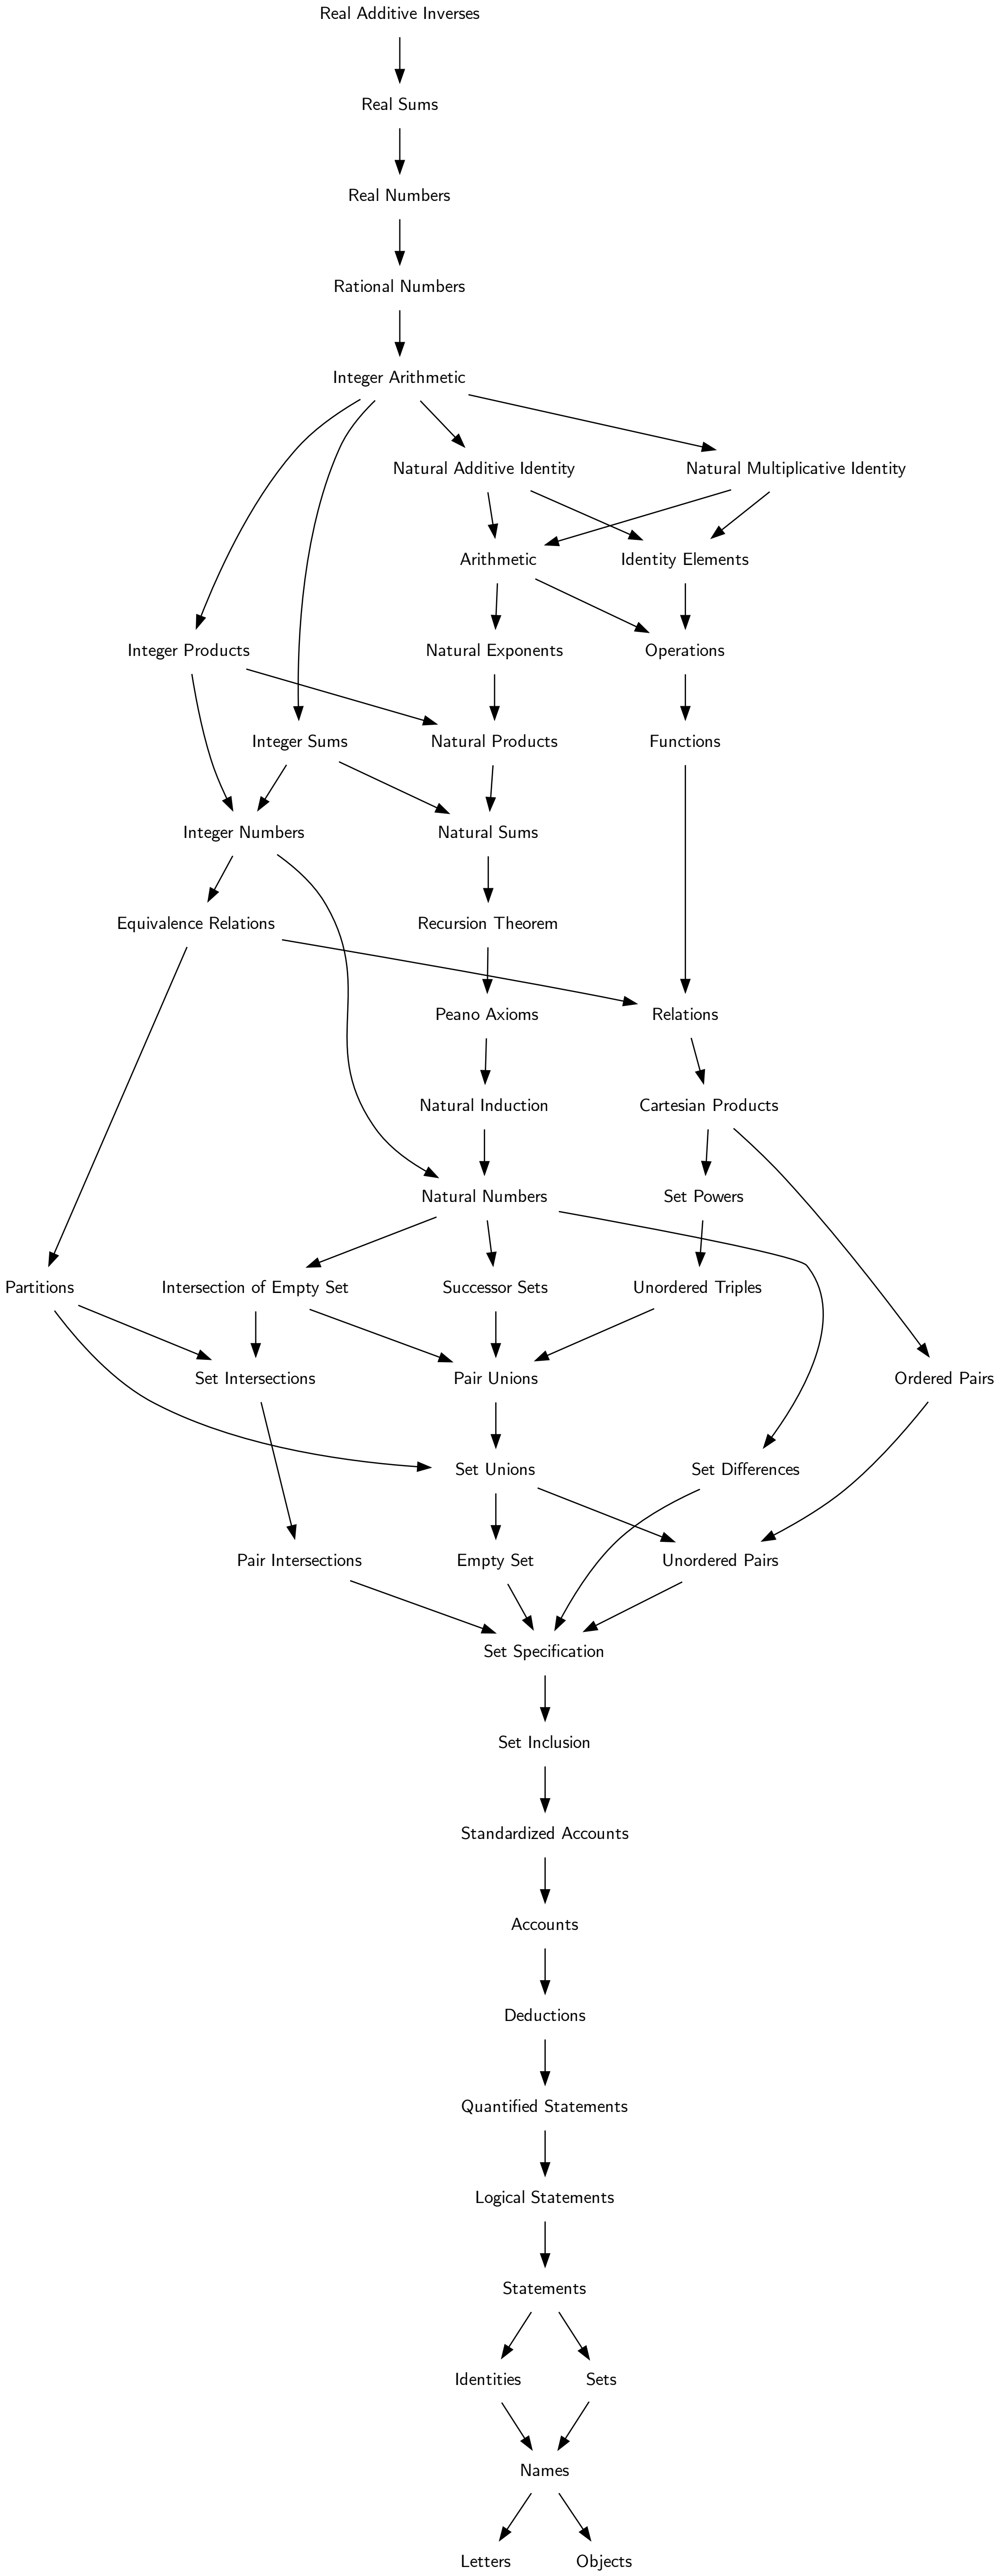 Real Additive Inverses
Real Sums
Real Numbers
Rational Numbers
Integer Arithmetic
Natural Additive Identity
Natural Multiplicative Identity
Arithmetic
Identity Elements
Integer Products
Natural Exponents
Operations
Integer Sums
Natural Products
Functions
Integer Numbers
Natural Sums
Equivalence Relations
Recursion Theorem
Peano Axioms
Relations
Natural Induction
Cartesian Products
Natural Numbers
Set Powers
Partitions
Intersection of Empty Set
Successor Sets
Unordered Triples
Set Intersections
Pair Unions
Ordered Pairs
Set Unions
Set Differences
Pair Intersections
Empty Set
Unordered Pairs
Set Specification
Set Inclusion
Standardized Accounts
Accounts
Deductions
Quantified Statements
Logical Statements
Statements
Identities
Sets
Names
Letters
Objects